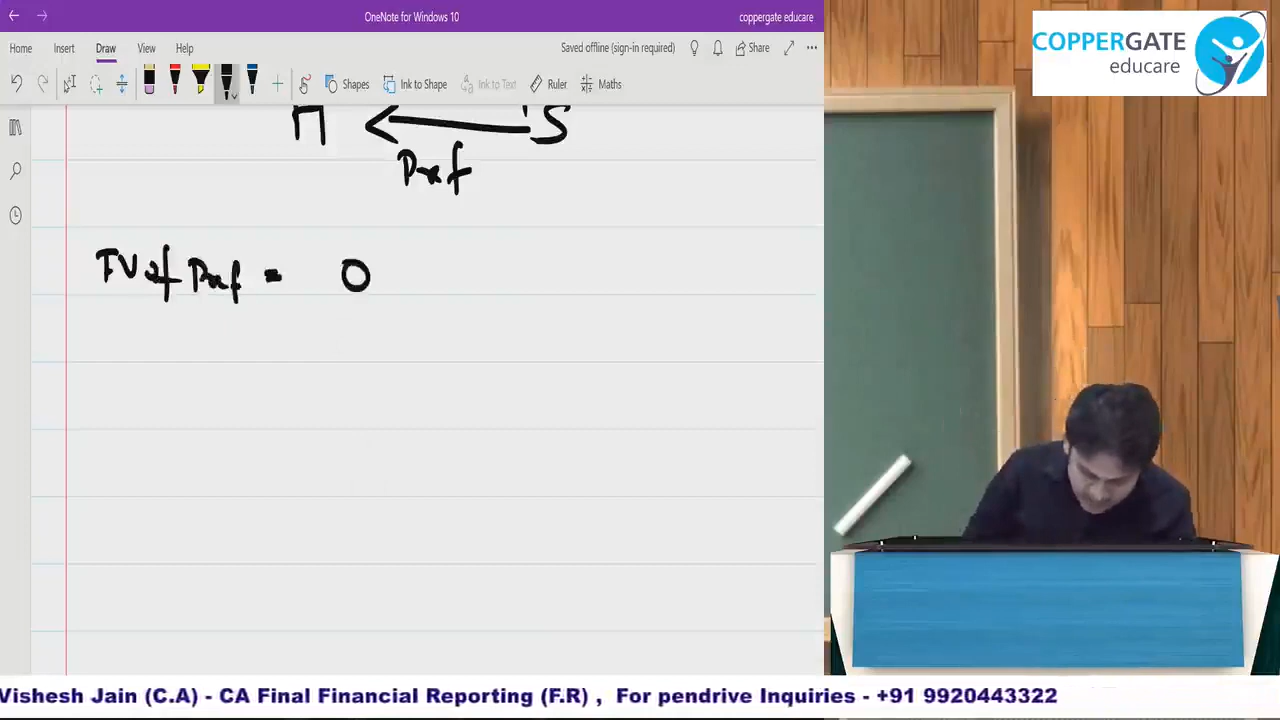 OneNote for Windows 10
coppergate educare
Home Insert Draw View Help
Saved offline (sign-in required)
Share
Shapes
Ink to Shape
Ink to Text
Ruler
Maths
H
S
Pref
FV of Pref = 0
COPPERGATE
educare
Vishesh Jain (C.A) - CA Final Financial Reporting (F.R) , For pendrive Inquiries - +91 9920443322